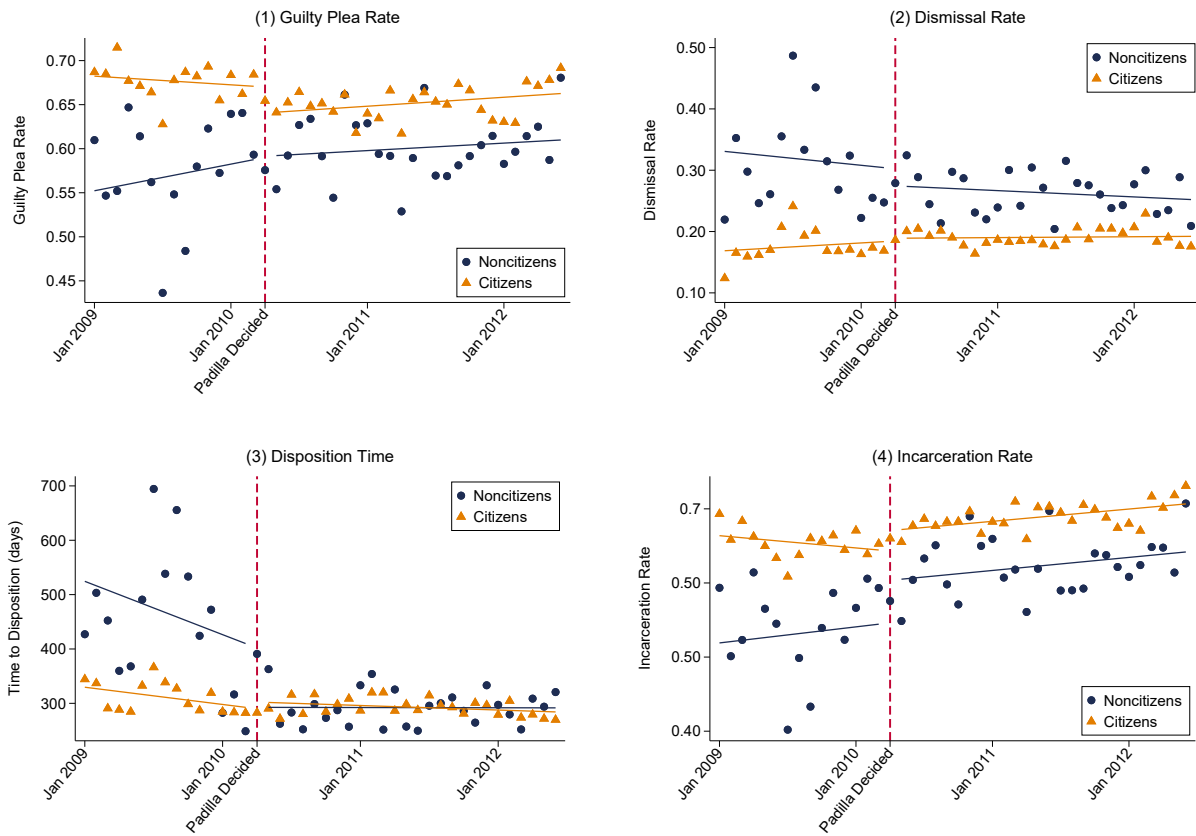 (1) Guilty Plea Rate
Guilty Plea Rate
0.70
0.65
0.60
0.55
0.50
0.45
Noncitizens
Citizens
Jan 2009
Jan 2010
Padilla Decided
Jan 2011
Jan 2012
(2) Dismissal Rate
Dismissal Rate
0.50
0.40
0.30
0.20
0.10
Noncitizens
Citizens
Jan 2009
Jan 2010
Padilla Decided
Jan 2011
Jan 2012
(3) Disposition Time
Time to Disposition (days)
700
600
500
400
300
Noncitizens
Citizens
Jan 2009
Jan 2010
Padilla Decided
Jan 2011
Jan 2012
(4) Incarceration Rate
Incarceration Rate
0.7
0.50
0.50
0.40
Noncitizens
Citizens
Jan 2009
Jan 2010
Padilla Decided
Jan 2011
Jan 2012